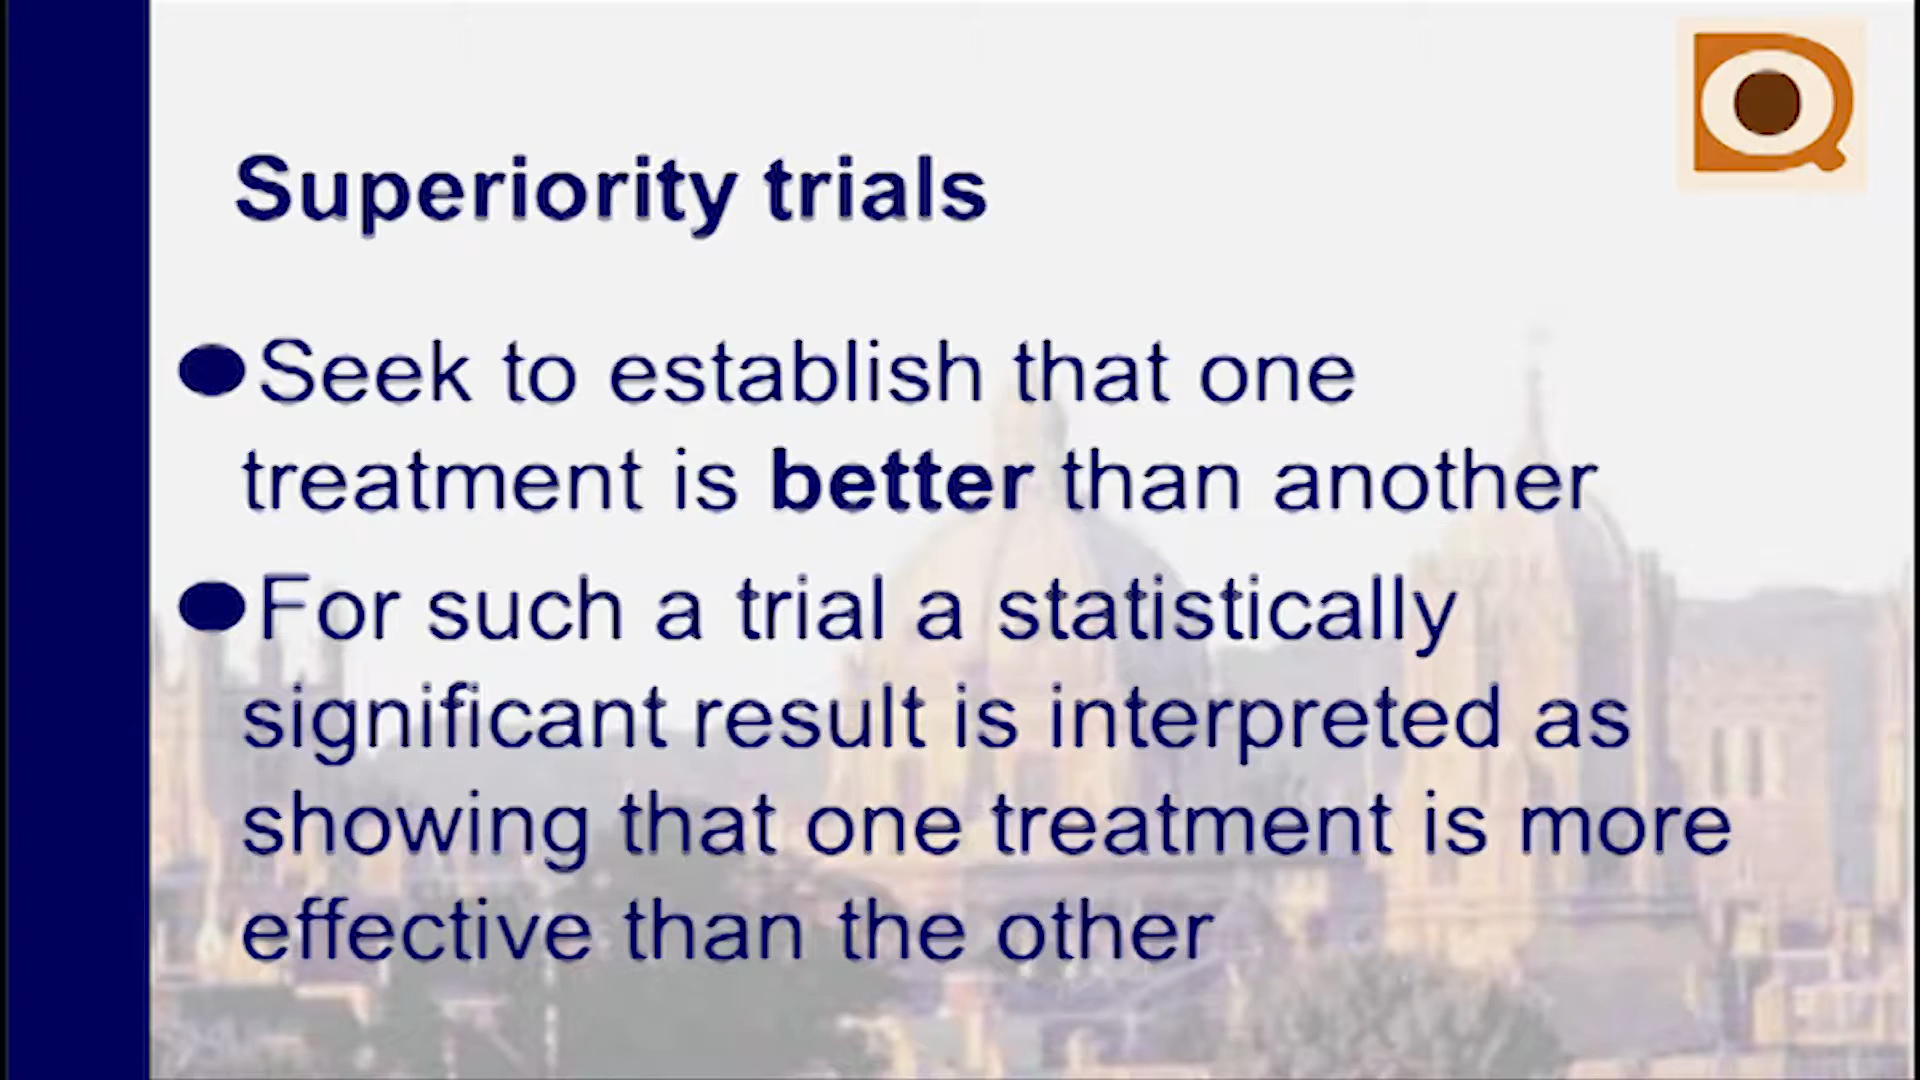 Superiority trials
Seek to establish that one
treatment is better than another
For such a trial a statistically
significant result is interpreted as
showing that one treatment is more
effective than the other